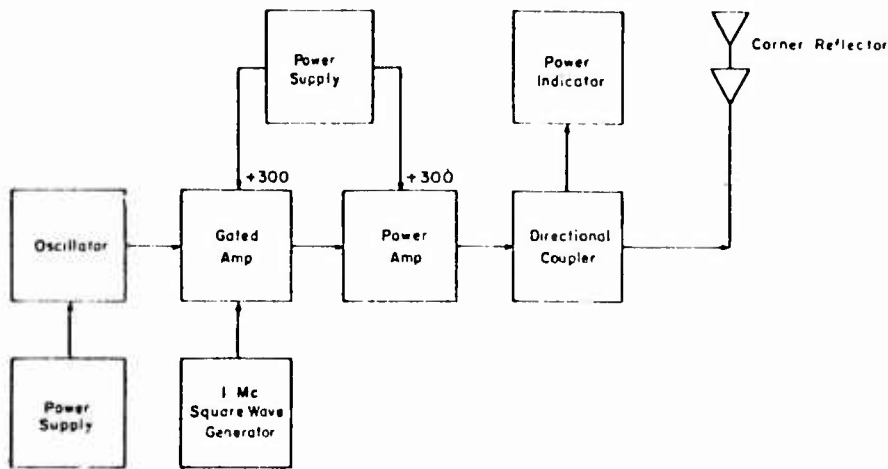 Power
Supply
Power
Indicator
Corner Reflector
+300
+300
Oscillator
Gated
Amp
Power
Amp
Directional
Coupler
Power
Supply
1 Mc
Square Wave
Generator